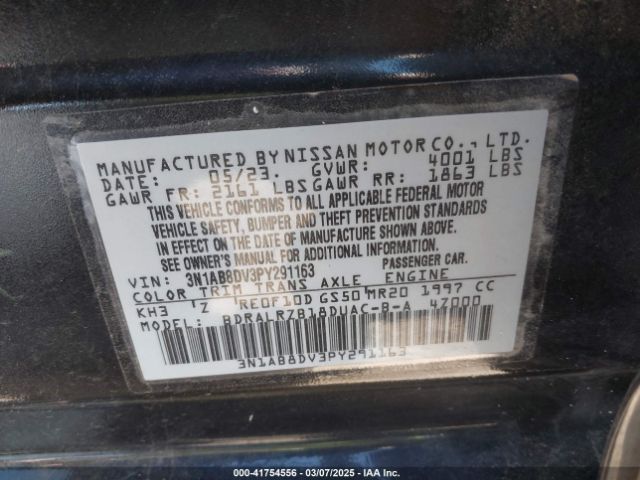 MANUFACTURED BY NISSAN MOTOR CO., LTD.
DATE: 05/23. GVWR: 4001 LBS
GAWR FR: 2161 LBS GAWR RR: 1863 LBS
THIS VEHICLE CONFORMS TO ALL APPLICABLE FEDERAL MOTOR
VEHICLE SAFETY, BUMPER AND THEFT PREVENTION STANDARDS
IN EFFECT ON THE DATE OF MANUFACTURE SHOWN ABOVE.
SEE OWNER'S MANUAL FOR ADDITIONAL INFORMATION.
VIN: 3N1AB8DV3PY291163 PASSENGER CAR.
COLOR TRIM TRANS AXLE ENGINE
KH3 'Z 'RE0F10D GS50 'MR20 1997 CC
MODEL: BDRALRZB18DUAC-B-A 4Z000
3N1AB8DV3PY291163
000-41754556 — 03/07/2025 — IAA Inc.